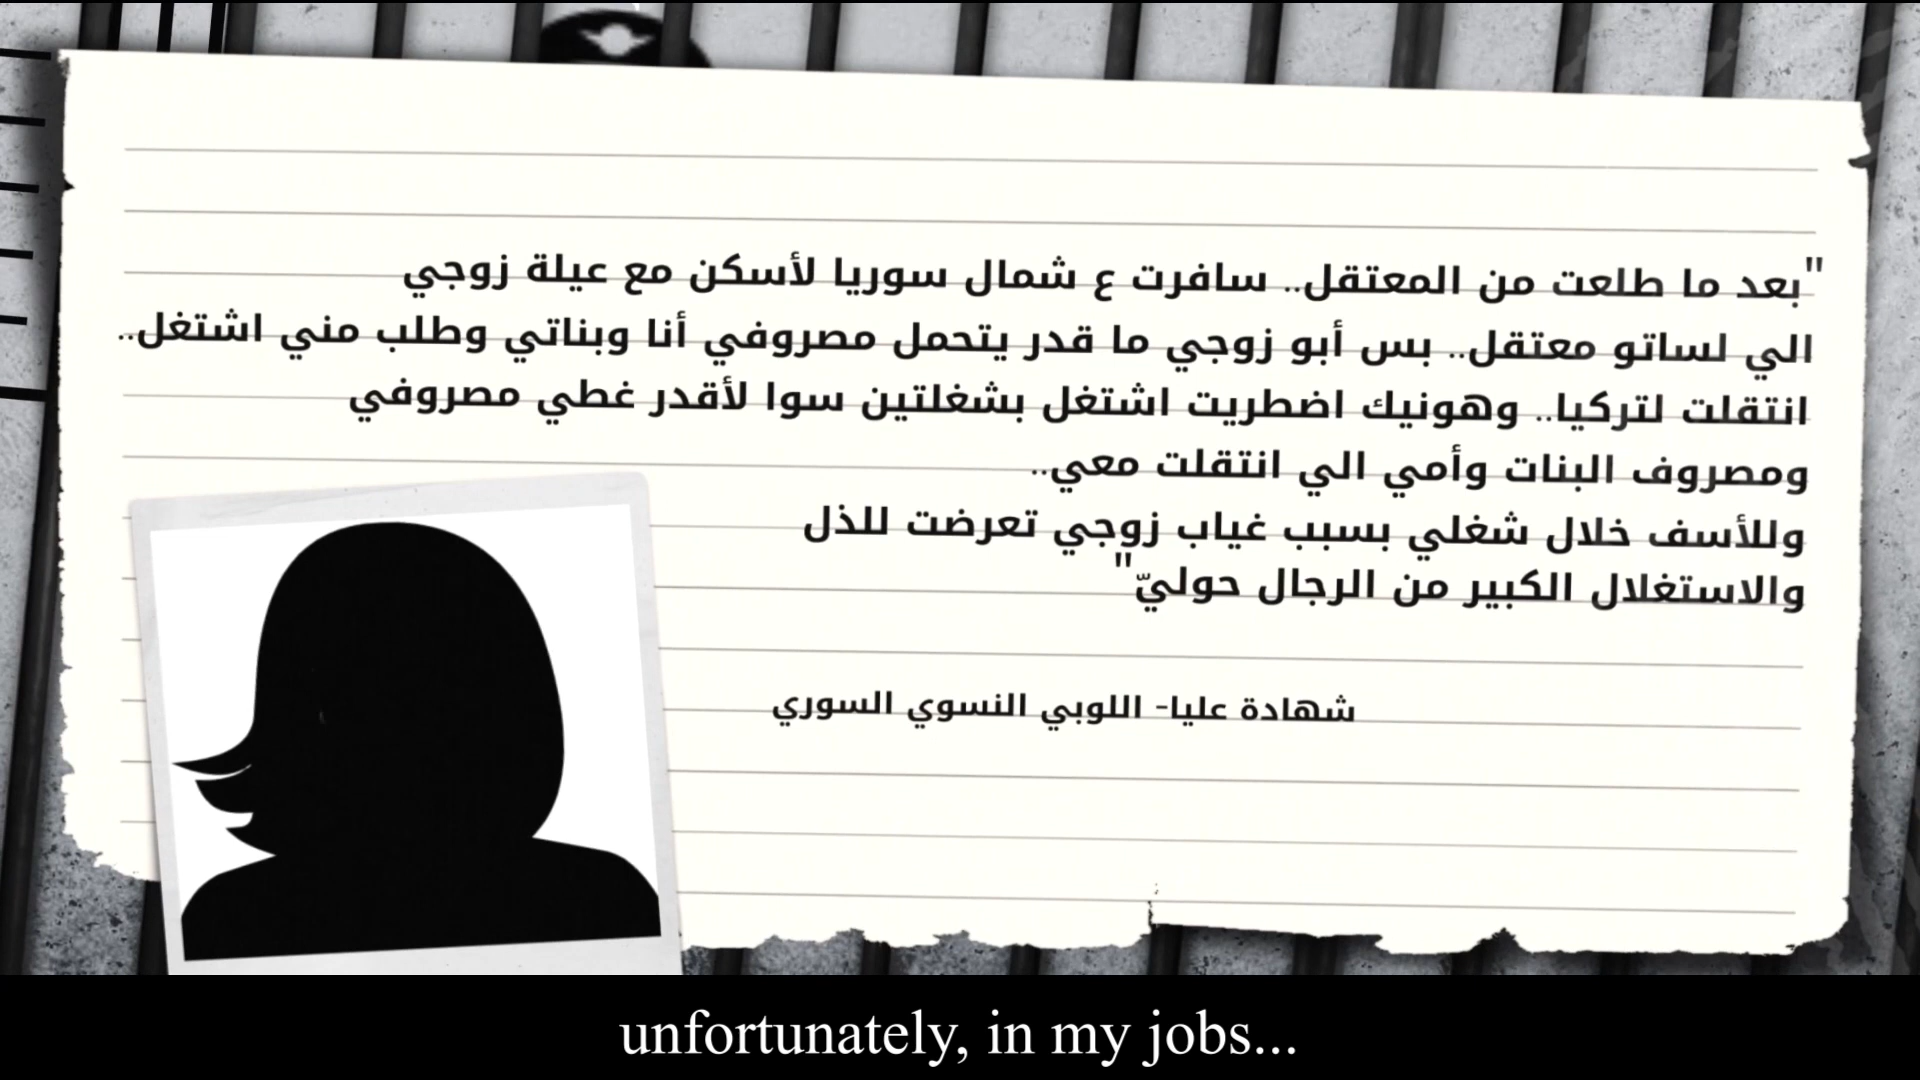 "بعد ما طلعت من المعتقل.. سافرت ع شمال سوريا لأسكن مع عيلة زوجي
الي لساتو معتقل.. بس أبو زوجي ما قدر يتحمل مصروفي أنا وبناتي وطلب مني اشتغل..
انتقلت لتركيا.. وهونيك اضطريت اشتغل بشغلتين سوا لأقدر غطي مصروفي
ومصروف البنات وأمي الي انتقلت معي..
وللأسف خلال شغلي بسبب غياب زوجي تعرضت للذل
والاستغلال الكبير من الرجال حوليّ"
شهادة عليا- اللوبي النسوي السوري
unfortunately, in my jobs...